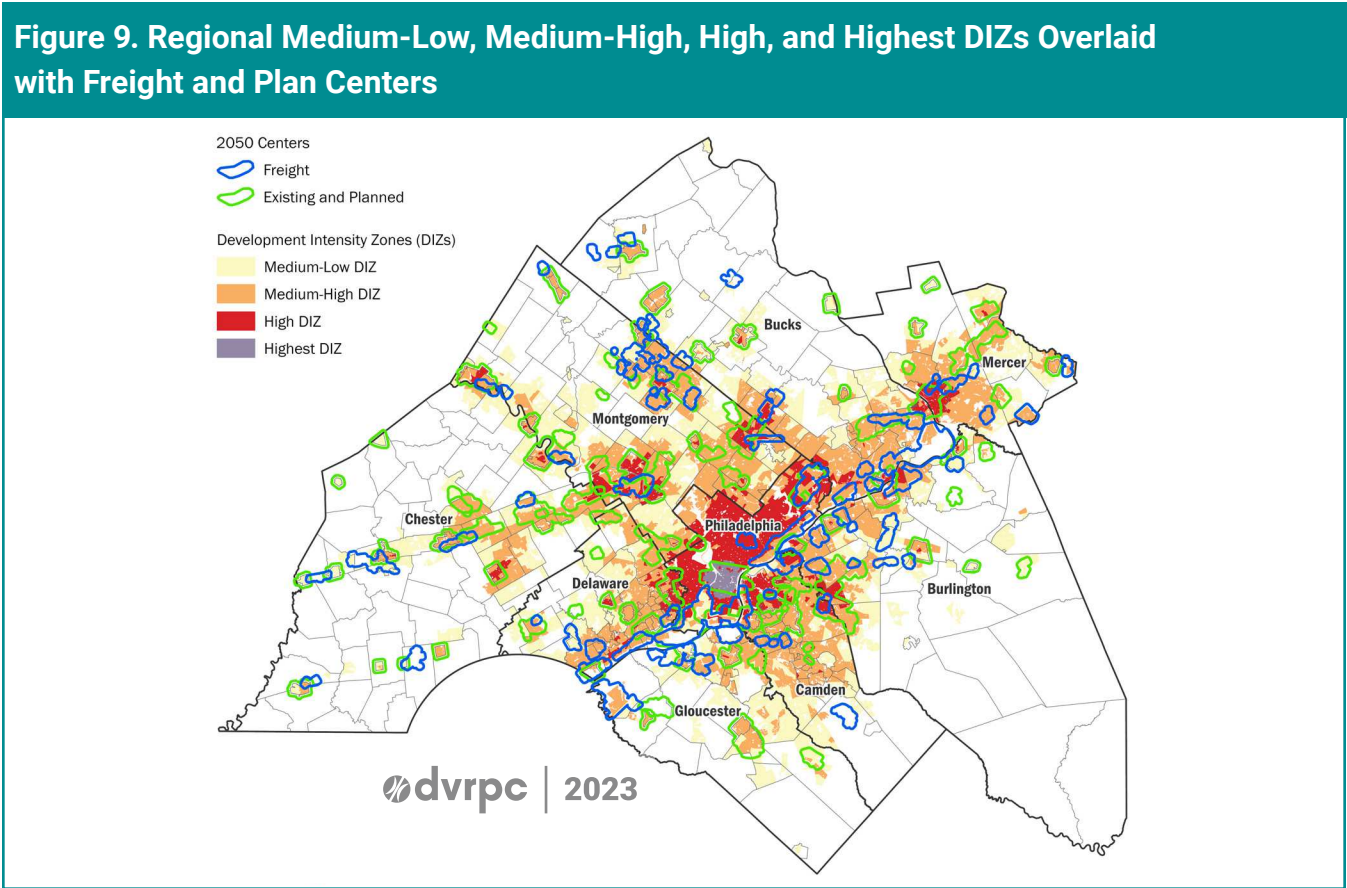 Figure 9. Regional Medium-Low, Medium-High, High, and Highest DIZs Overlaid
with Freight and Plan Centers
2050 Centers
Freight
Existing and Planned
Development Intensity Zones (DIZs)
Medium-Low DIZ
Medium-High DIZ
High DIZ
Highest DIZ
Bucks
Mercer
Montgomery
Chester
Philadelphia
Delaware
Burlington
Camden
Gloucester
dvrpc | 2023